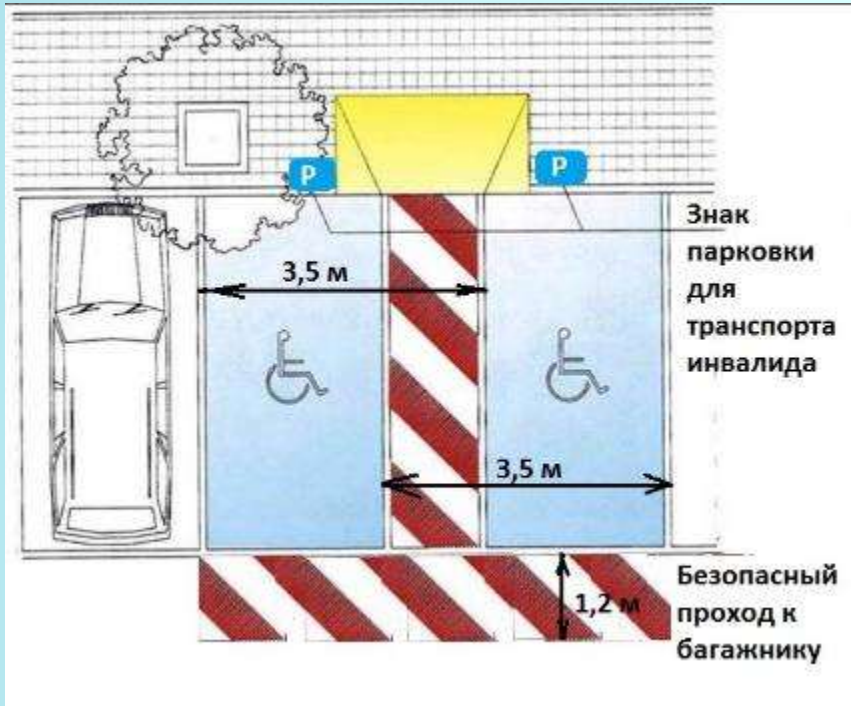 P
P
Знак
парковки
для
транспорта
инвалида
3,5 м
3,5 м
1,2 м
Безопасный
проход к
багажнику